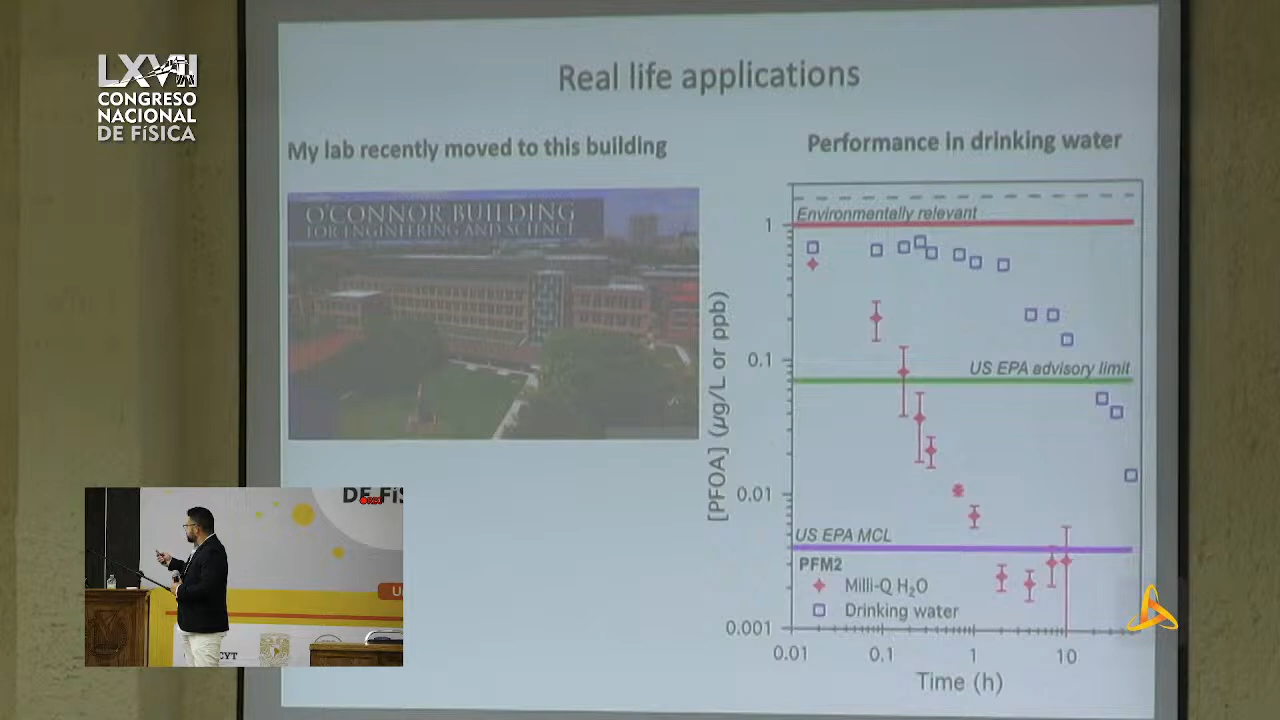 LXVII
CONGRESO
NACIONAL
DE FÍSICA
Real life applications
My lab recently moved to this building
O'CONNOR BUILDING
FOR ENGINEERING AND SCIENCE
Performance in drinking water
[PFOA] (µg/L or ppb)
1
0.1
0.01
0.001
Environmentally relevant
US EPA advisory limit
US EPA MCL
PFM2
Milli-Q H₂O
Drinking water
0.01
0.1
1
10
Time (h)
DE FÍS
CYT